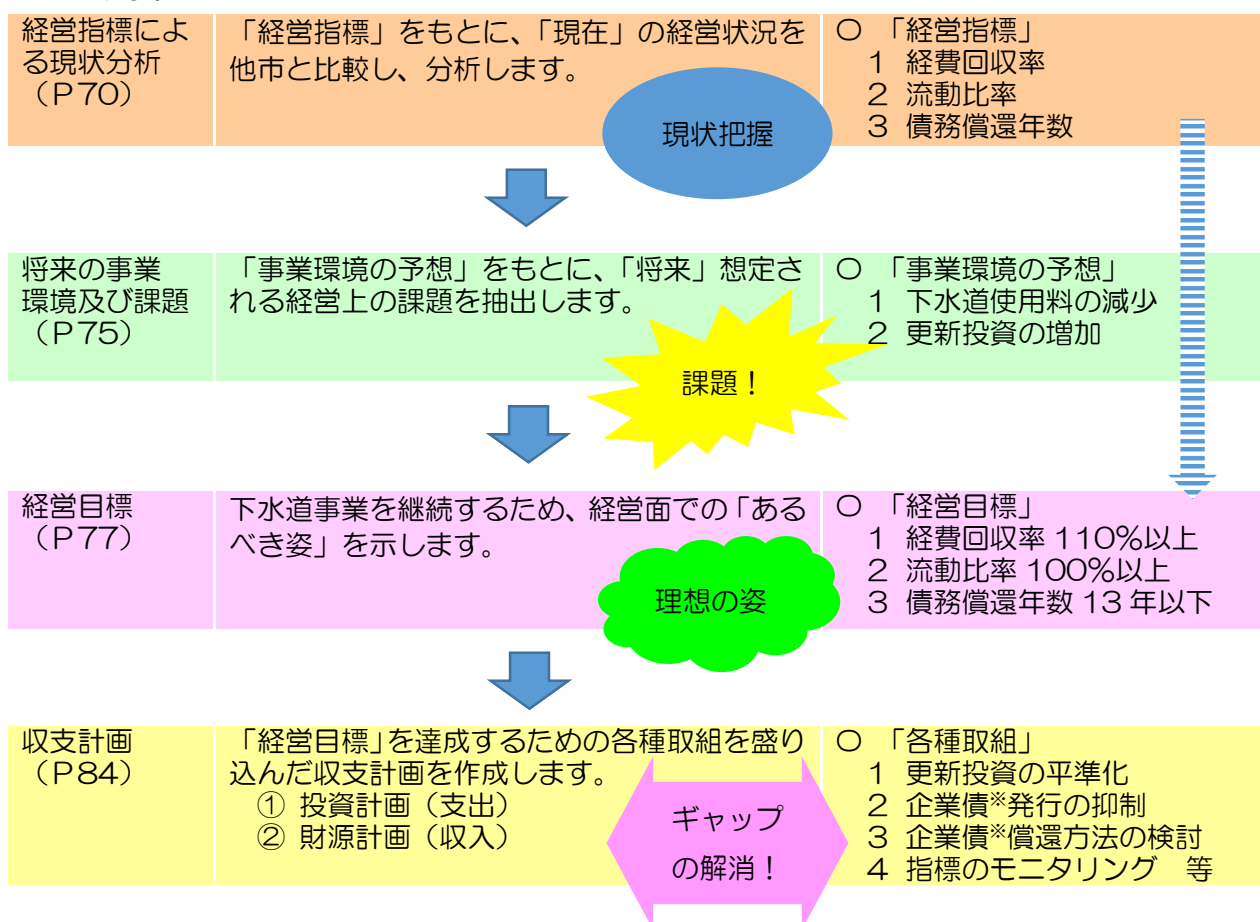 経営指標によ
る現状分析
(P70)
「経営指標」をもとに、「現在」の経営状況を
他市と比較し、分析します。
現状把握
○ 「経営指標」
1 経費回収率
2 流動比率
3 債務償還年数
将来の事業
環境及び課題
(P75)
「事業環境の予想」をもとに、「将来」想定さ
れる経営上の課題を抽出します。
課題!
○ 「事業環境の予想」
1 下水道使用料の減少
2 更新投資の増加
経営目標
(P77)
下水道事業を継続するため、経営面での「ある
べき姿」を示します。
理想の姿
○ 「経営目標」
1 経費回収率 110%以上
2 流動比率 100%以上
3 債務償還年数 13 年以下
収支計画
(P84)
「経営目標」を達成するための各種取組を盛り
込んだ収支計画を作成します。
① 投資計画(支出)
② 財源計画(収入)
ギャップ
の解消!
○ 「各種取組」
1 更新投資の平準化
2 企業債※発行の抑制
3 企業債※償還方法の検討
4 指標のモニタリング 等